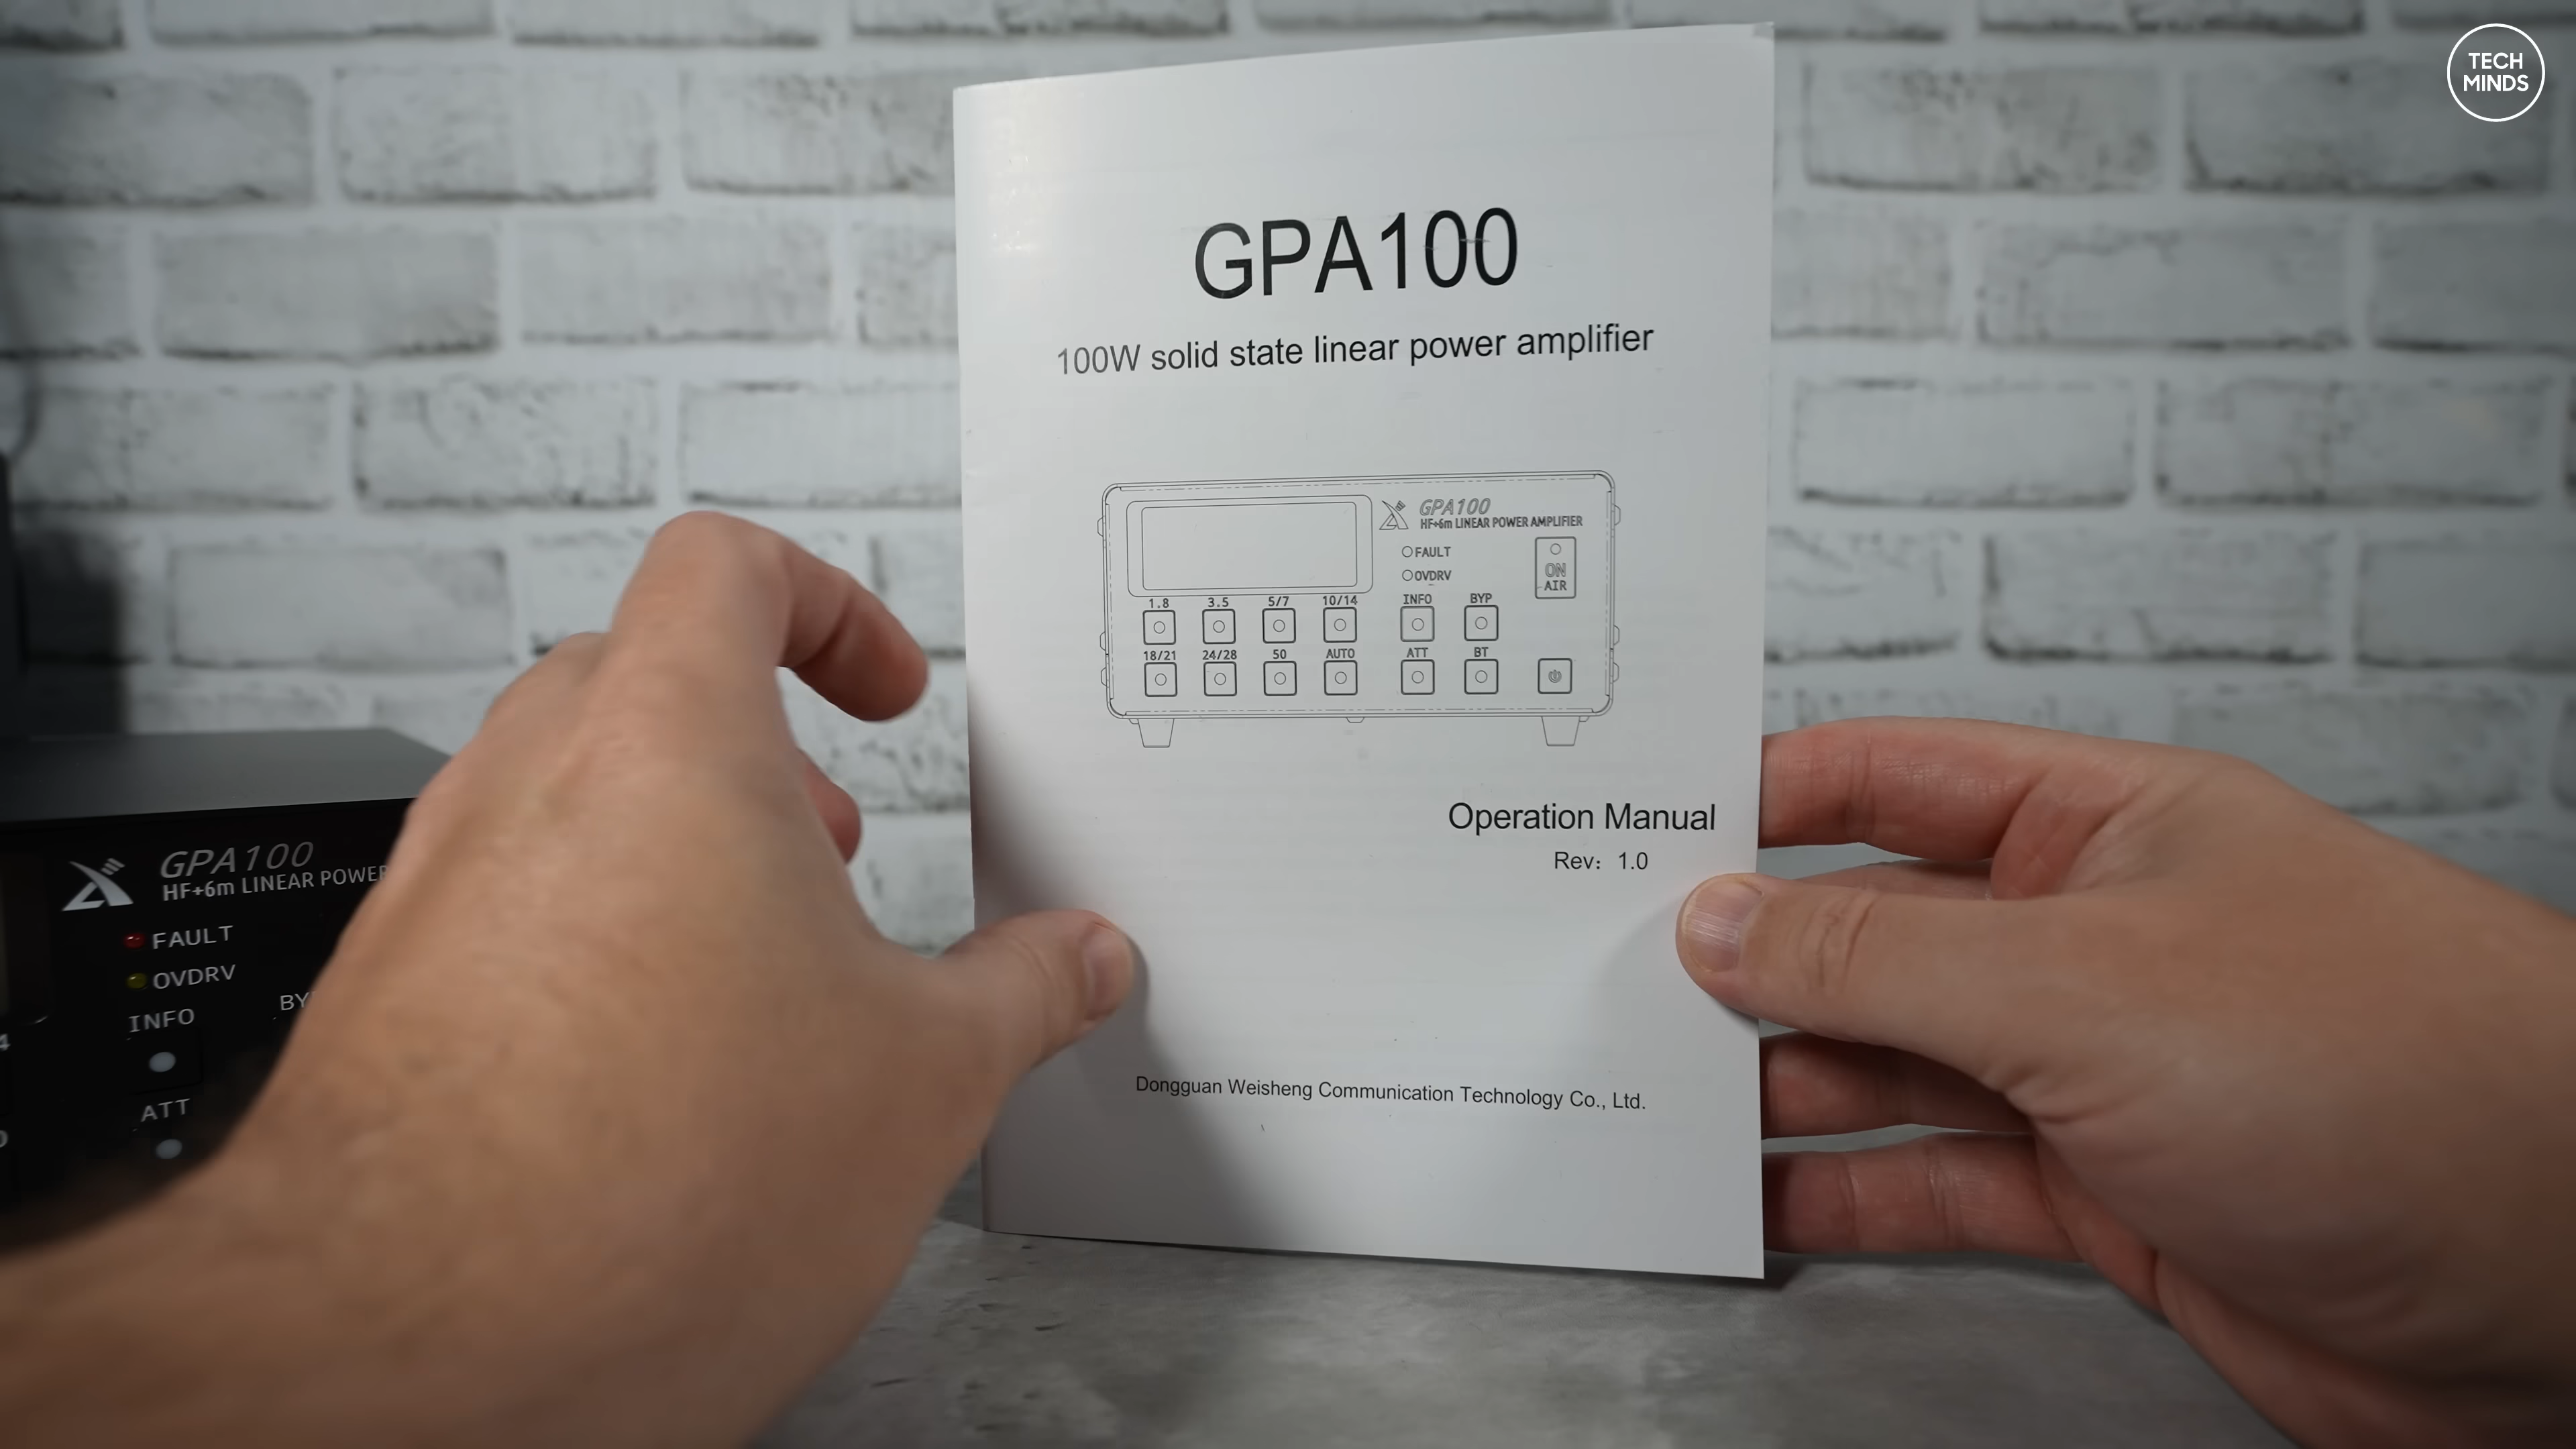 TECH
MINDS
GPA100
100W solid state linear power amplifier
GPA100
HF+6m LINEAR POWER AMPLIFIER
FAULT
OVDRV
ON
AIR
1.8 3.5 5/7 10/14 INFO BYP
18/21 24/28 50 AUTO ATT BT
Operation Manual
Rev: 1.0
Dongguan Weisheng Communication Technology Co., Ltd.
GPA100
HF+6m LINEAR POWER
FAULT
OVDRV
INFO
ATT